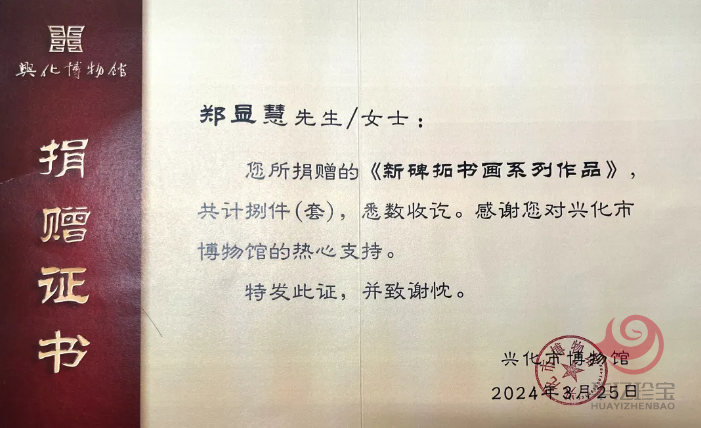 興化博物馆
捐赠证书
郑显慧先生/女士：
您所捐赠的《新碑拓书画系列作品》，
共计捌件(套)，悉数收讫。感谢您对兴化市
博物馆的热心支持。
特发此证，并致谢忱。
兴化市博物馆
2024年3月25日
珍宝
HUAYIZHENBAO